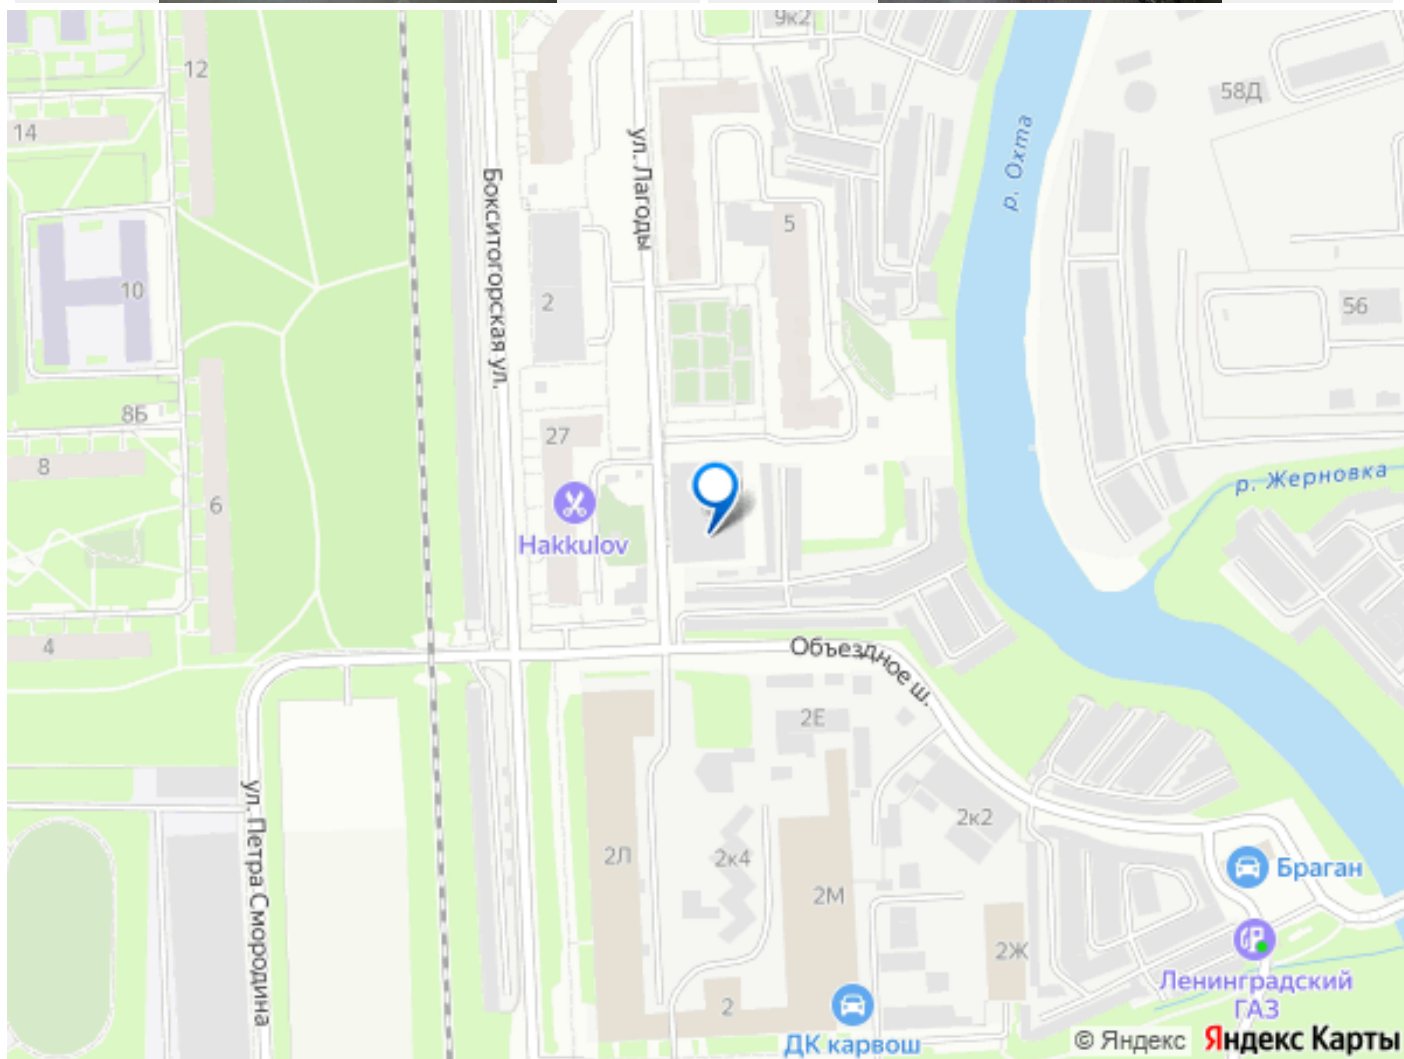 9к2
12
58Д
14
р. Охта
ул. Лагоды
Бокситогорская ул.
5
10
2
56
8Б
27
8
р. Жерновка
6
Hakkulov
4
Объездное ш.
2Е
ул. Петра Смородина
2к2
2Л
2к4
Браган
2М
2Ж
Ленинградский
ГАЗ
2
ДК карвош
© Яндекс Яндекс Карты